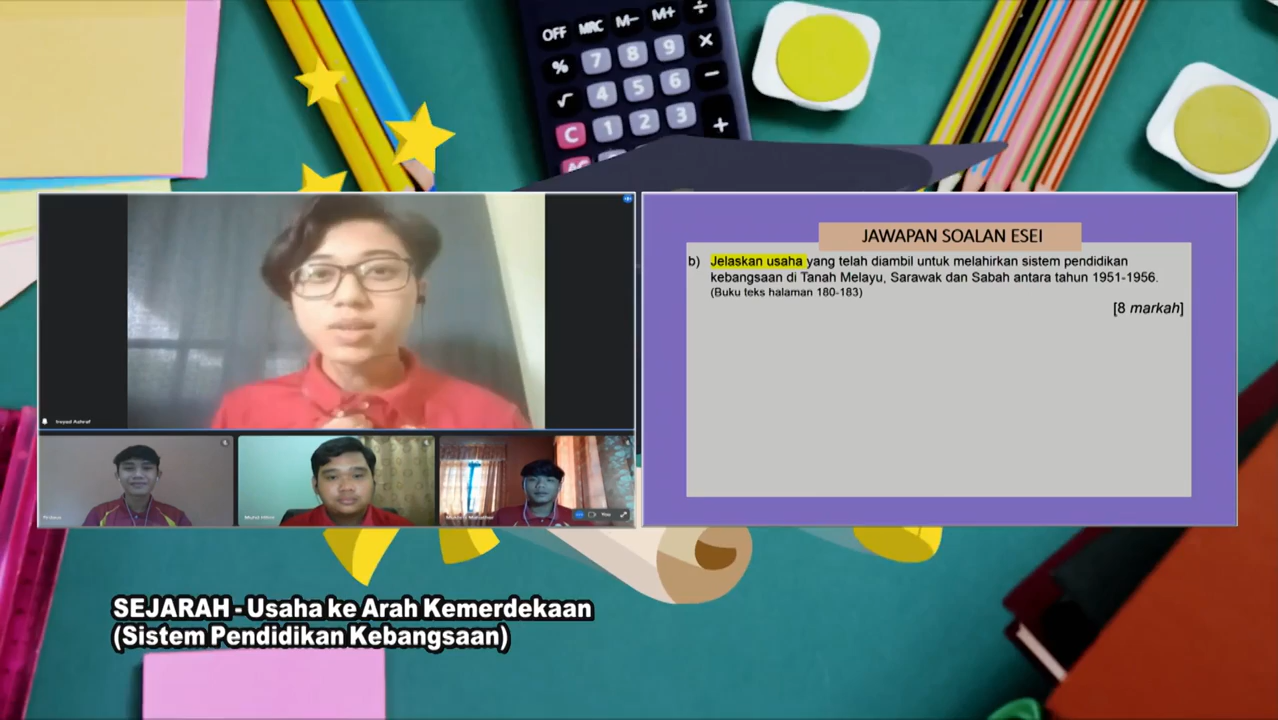 OFF MRC M- M+ ÷
% 7 8 9 ×
√ 4 5 6 −
C 1 2 3 +
JAWAPAN SOALAN ESEI
b) Jelaskan usaha yang telah diambil untuk melahirkan sistem pendidikan
kebangsaan di Tanah Melayu, Sarawak dan Sabah antara tahun 1951-1956.
(Buku teks halaman 180-183)
[8 markah]
You
SEJARAH - Usaha ke Arah Kemerdekaan
(Sistem Pendidikan Kebangsaan)